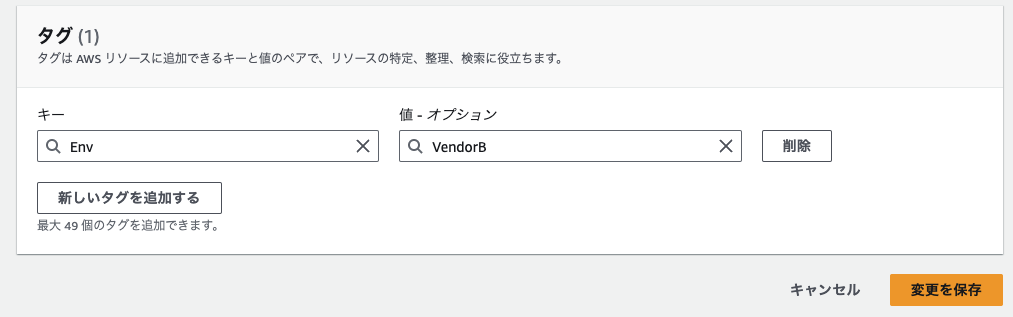 タグ (1)
タグは AWS リソースに追加できるキーと値のペアで、リソースの特定、整理、検索に役立ちます。
キー
値 - オプション
Env
VendorB
削除
新しいタグを追加する
最大 49 個のタグを追加できます。
キャンセル
変更を保存